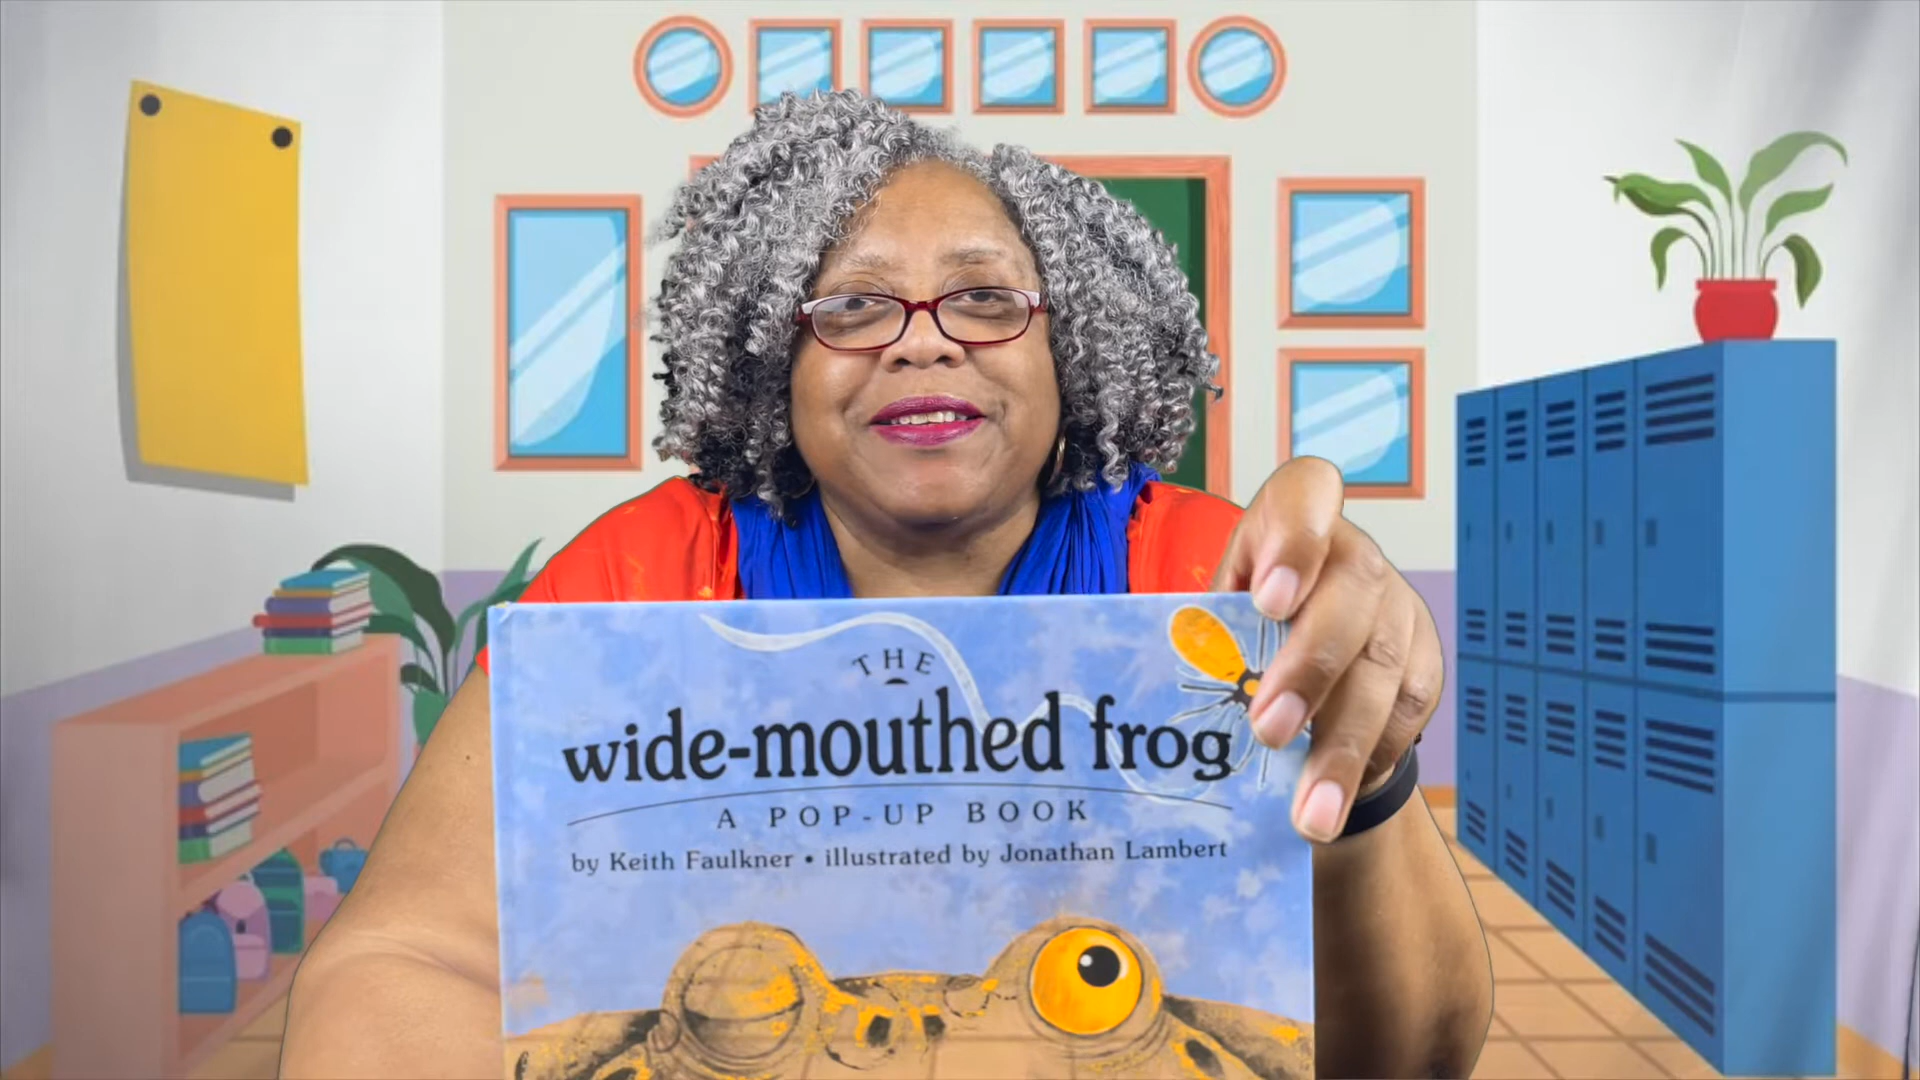 THE
wide-mouthed frog
A POP-UP BOOK
by Keith Faulkner • illustrated by Jonathan Lambert